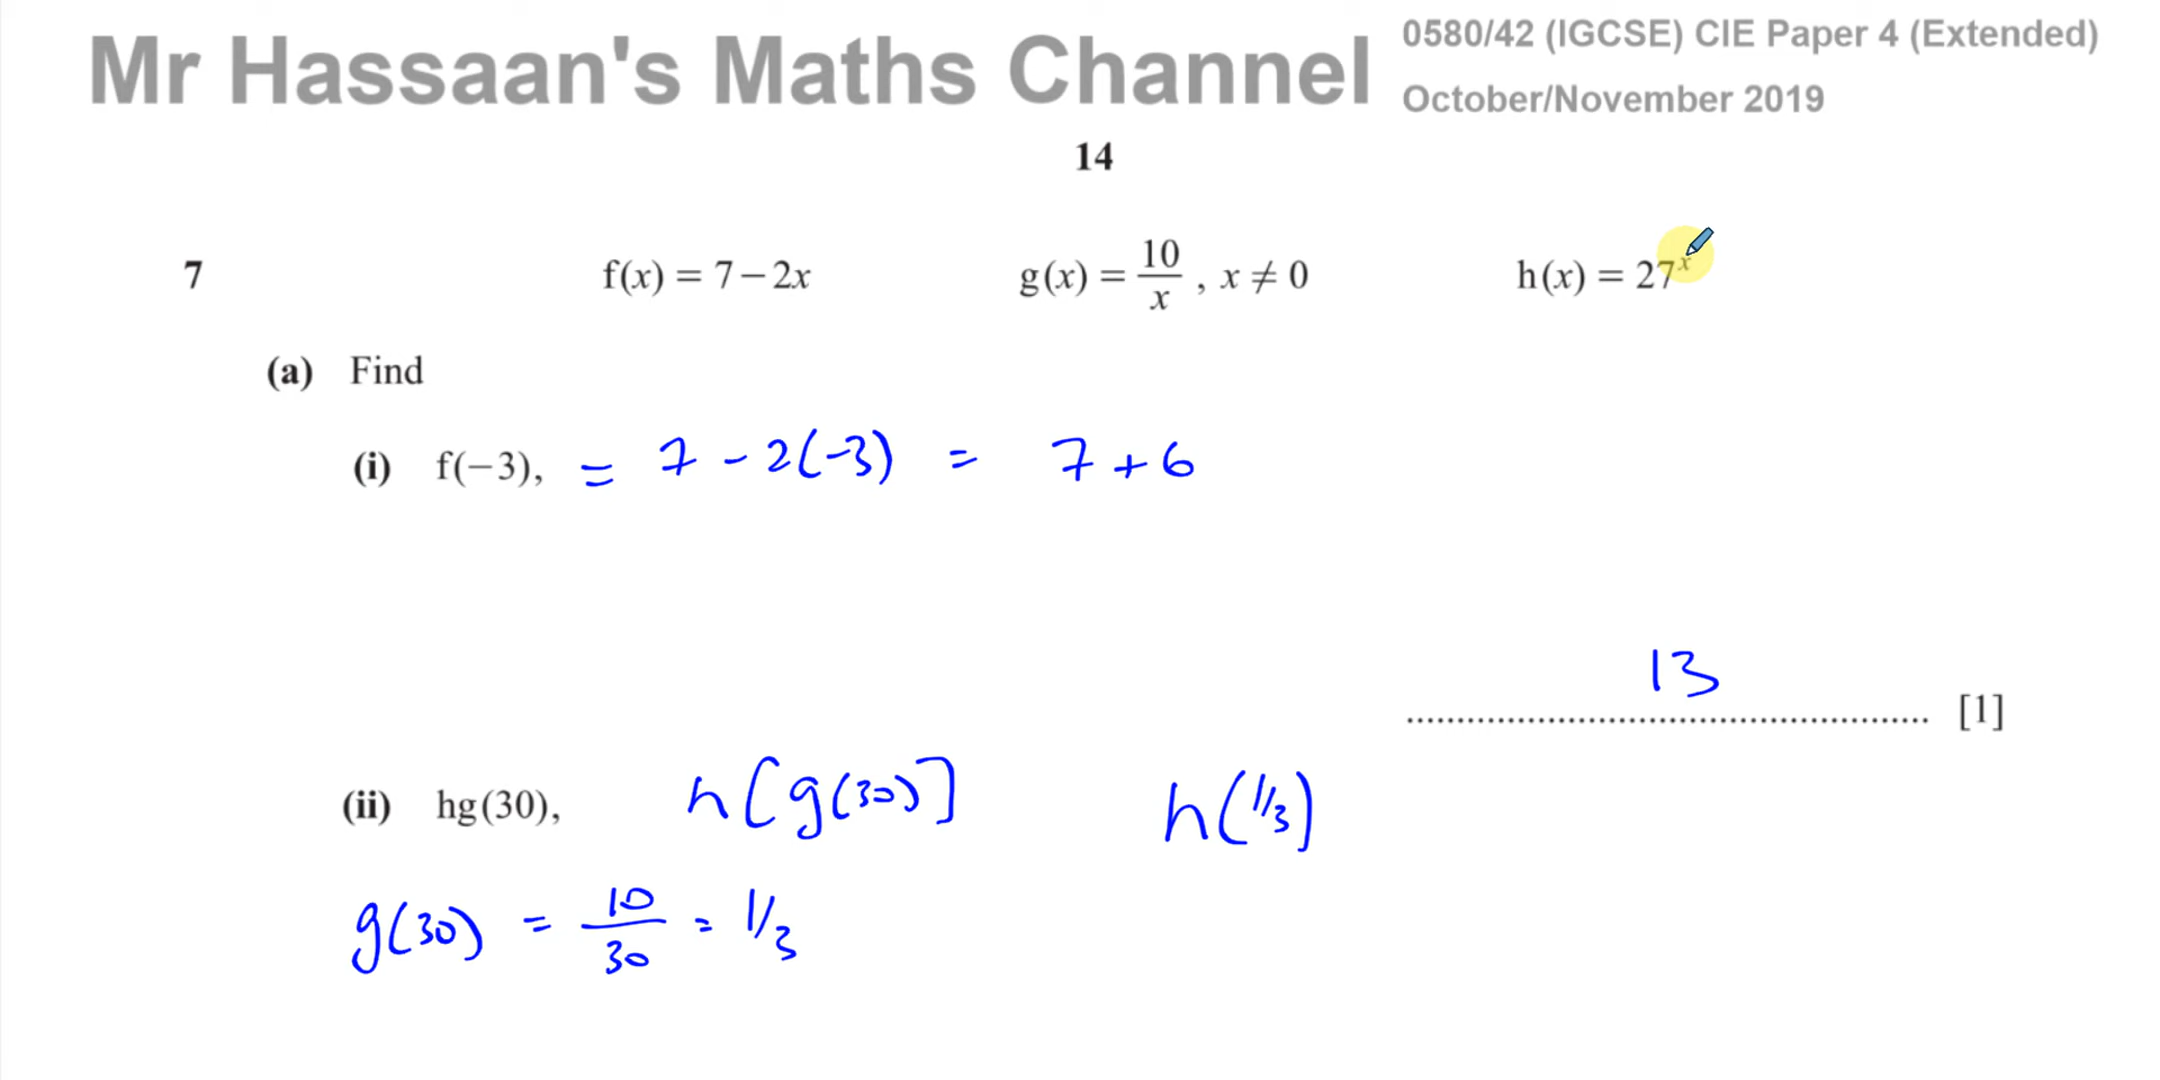 Mr Hassaan's Maths Channel
0580/42 (IGCSE) CIE Paper 4 (Extended)
October/November 2019
14
7 f(x) = 7 − 2x g(x) = 10/x , x ≠ 0 h(x) = 27^x
(a) Find
(i) f(−3), = 7 - 2(-3) = 7 + 6
13
.................................................... [1]
(ii) hg(30), h[g(30)] h(1/3)
g(30) = 10/30 = 1/3